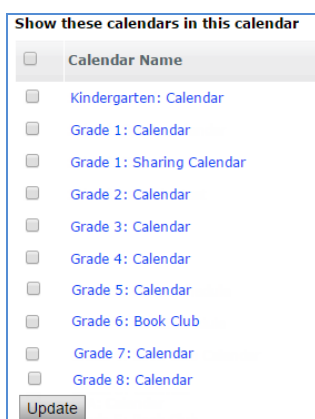 Show these calendars in this calendar
Calendar Name
Kindergarten: Calendar
Grade 1: Calendar
Grade 1: Sharing Calendar
Grade 2: Calendar
Grade 3: Calendar
Grade 4: Calendar
Grade 5: Calendar
Grade 6: Book Club
Grade 7: Calendar
Grade 8: Calendar
Update